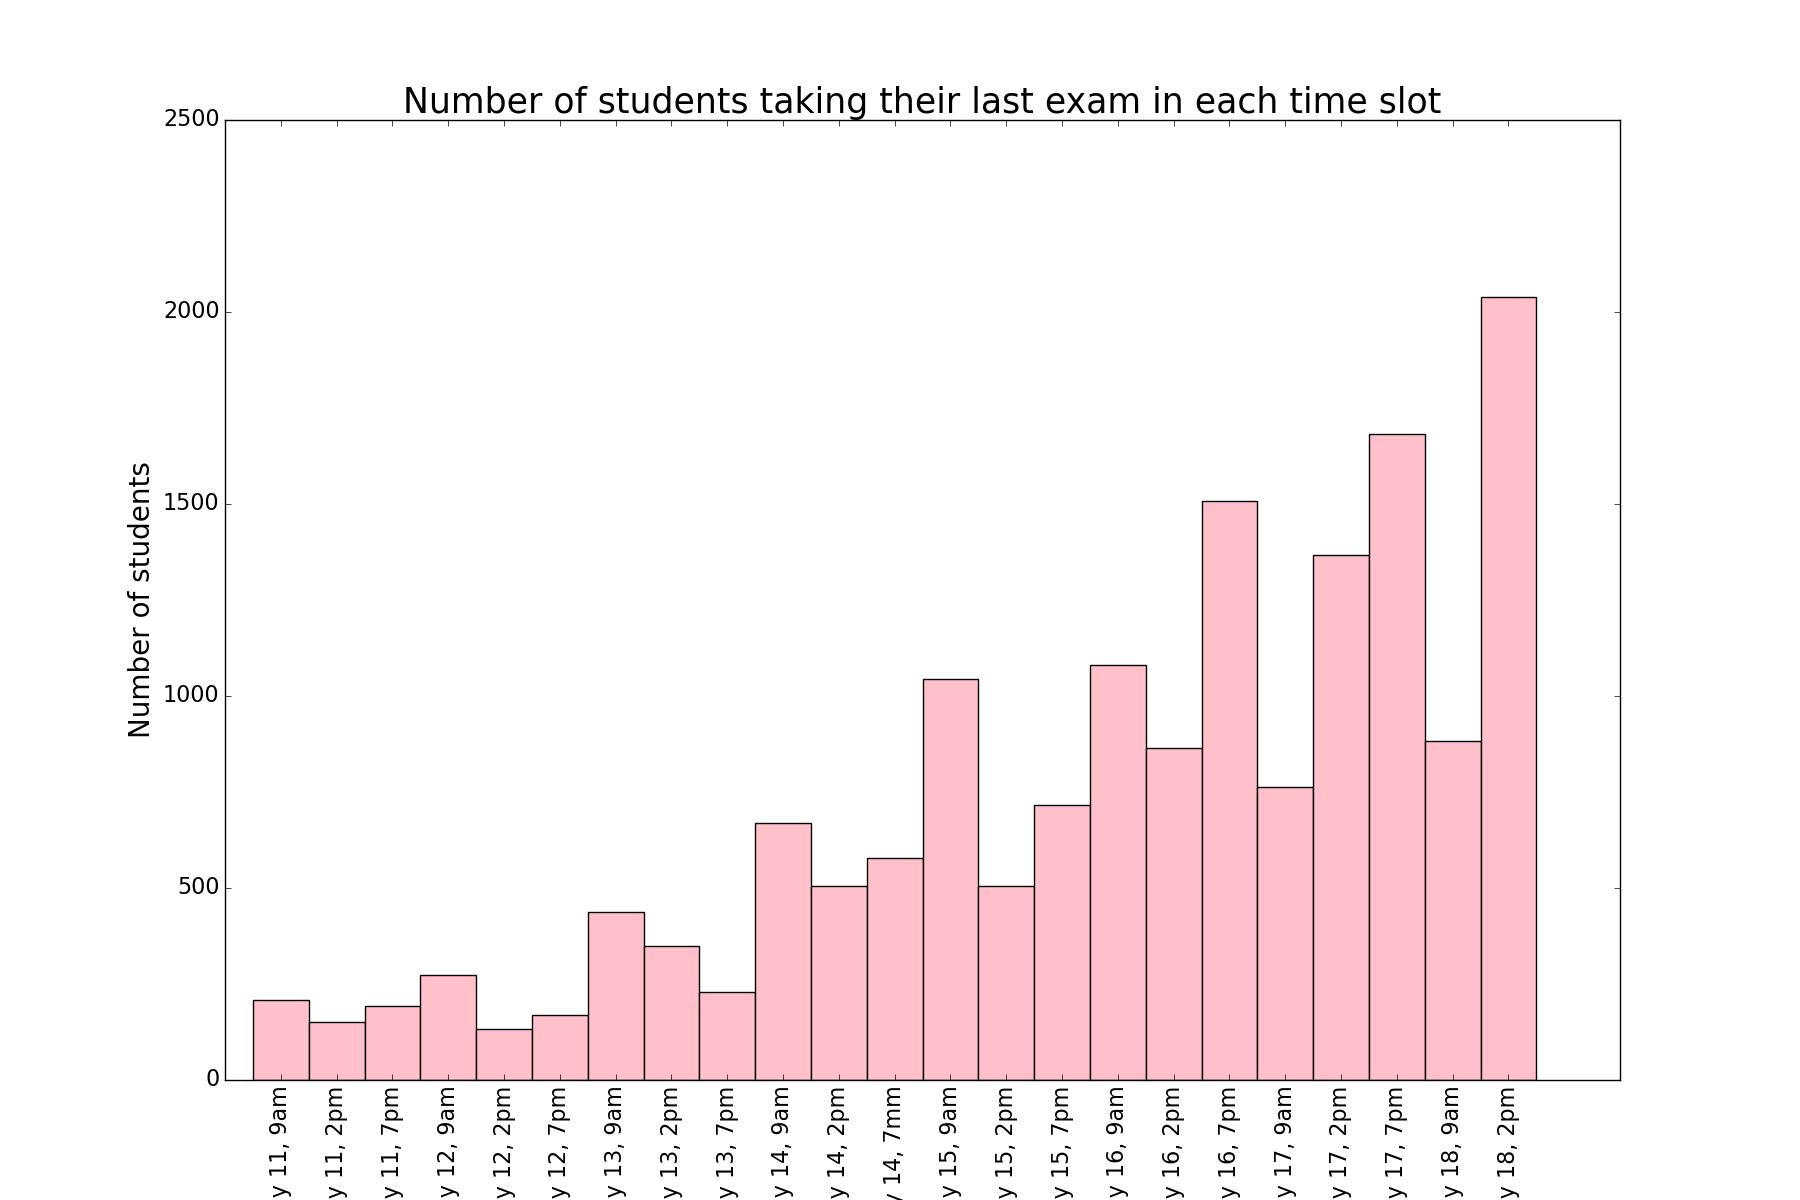 Number of students taking their last exam in each time slot
Number of students
2500
2000
1500
1000
500
0
y 11, 9am
y 11, 2pm
y 11, 7pm
y 12, 9am
y 12, 2pm
y 12, 7pm
y 13, 9am
y 13, 2pm
y 13, 7pm
y 14, 9am
y 14, 2pm
y 14, 7mm
y 15, 9am
y 15, 2pm
y 15, 7pm
y 16, 9am
y 16, 2pm
y 16, 7pm
y 17, 9am
y 17, 2pm
y 17, 7pm
y 18, 9am
y 18, 2pm